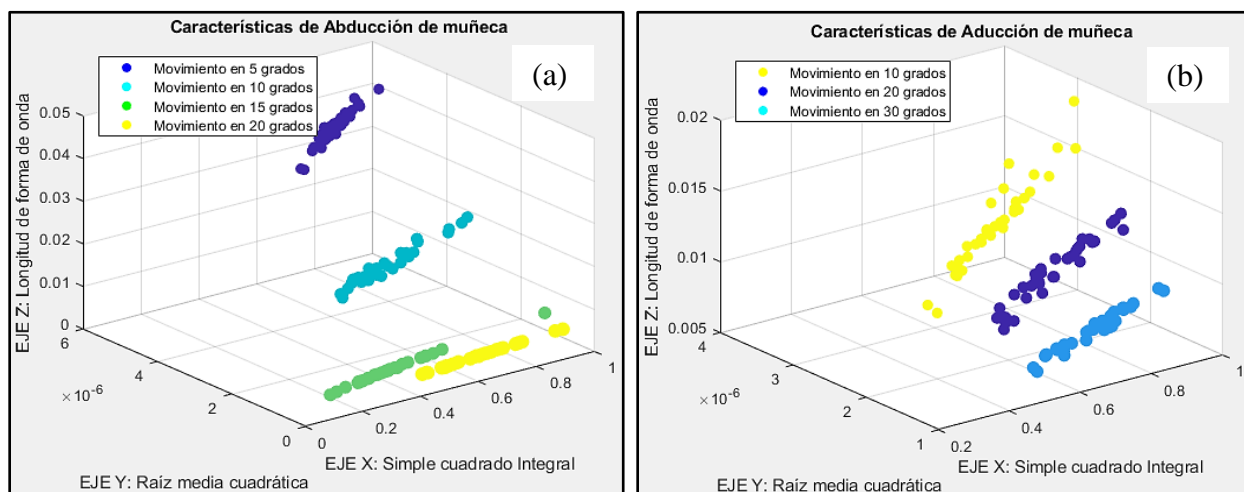 Características de Abducción de muñeca
(a)
Movimiento en 5 grados
Movimiento en 10 grados
Movimiento en 15 grados
Movimiento en 20 grados
EJE Z: Longitud de forma de onda
0.05
0.04
0.03
0.02
0.01
0
6
4
2
0
×10⁻⁶
0
0.2
0.4
0.6
0.8
1
EJE X: Simple cuadrado Integral
EJE Y: Raíz media cuadrática
Características de Aducción de muñeca
(b)
Movimiento en 10 grados
Movimiento en 20 grados
Movimiento en 30 grados
EJE Z: Longitud de forma de onda
0.02
0.015
0.01
0.005
4
3
2
1
×10⁻⁶
0.2
0.4
0.6
0.8
1
EJE X: Simple cuadrado Integral
EJE Y: Raíz media cuadrática